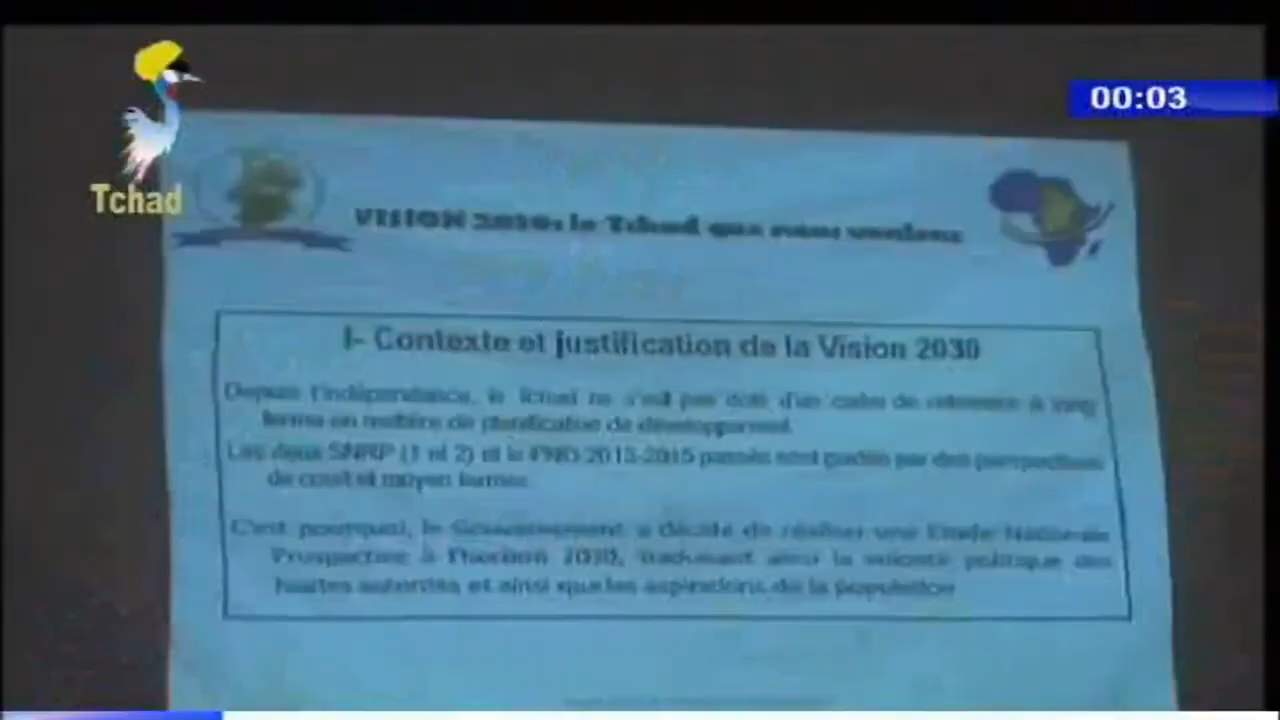 00:03
Tchad
VISION 2030: le Tchad que nous voulons
I- Contexte et justification de la Vision 2030
Depuis l'indépendance, le Tchad ne s'est pas doté d'un cadre de référence à long
terme en matière de planification de développement.
Les deux SNRP (1 et 2) et le PND 2013-2015 passés sont guidés par des perspectives
de court et moyen termes
C'est pourquoi, le Gouvernement a décidé de réaliser une Etude Nationale
Prospective à l'horizon 2030, traduisant ainsi la volonté politique des
hautes autorités et ainsi que les aspirations de la population